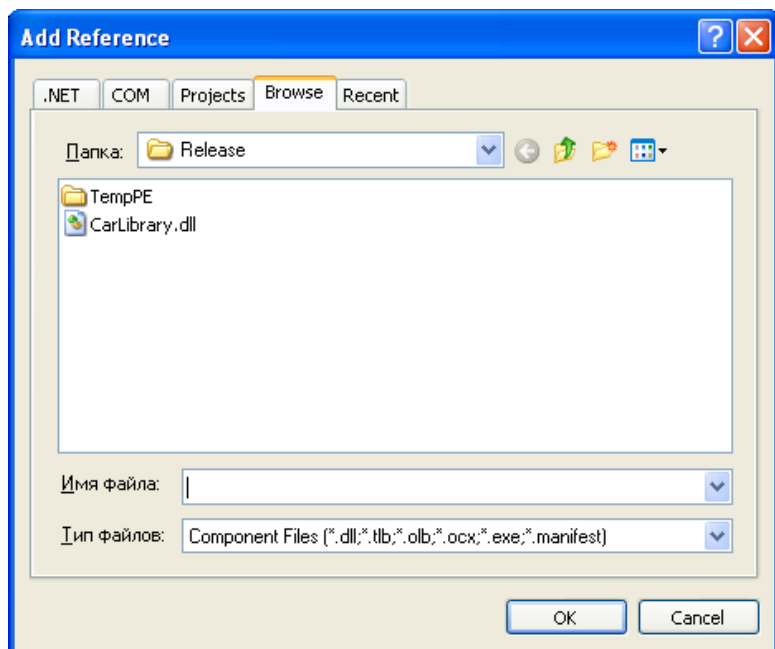 Add Reference
.NET COM Projects Browse Recent
Папка: Release
TempPE
CarLibrary.dll
Имя файла:
Тип файлов: Component Files (*.dll;*.tlb;*.olb;*.ocx;*.exe;*.manifest)
OK Cancel